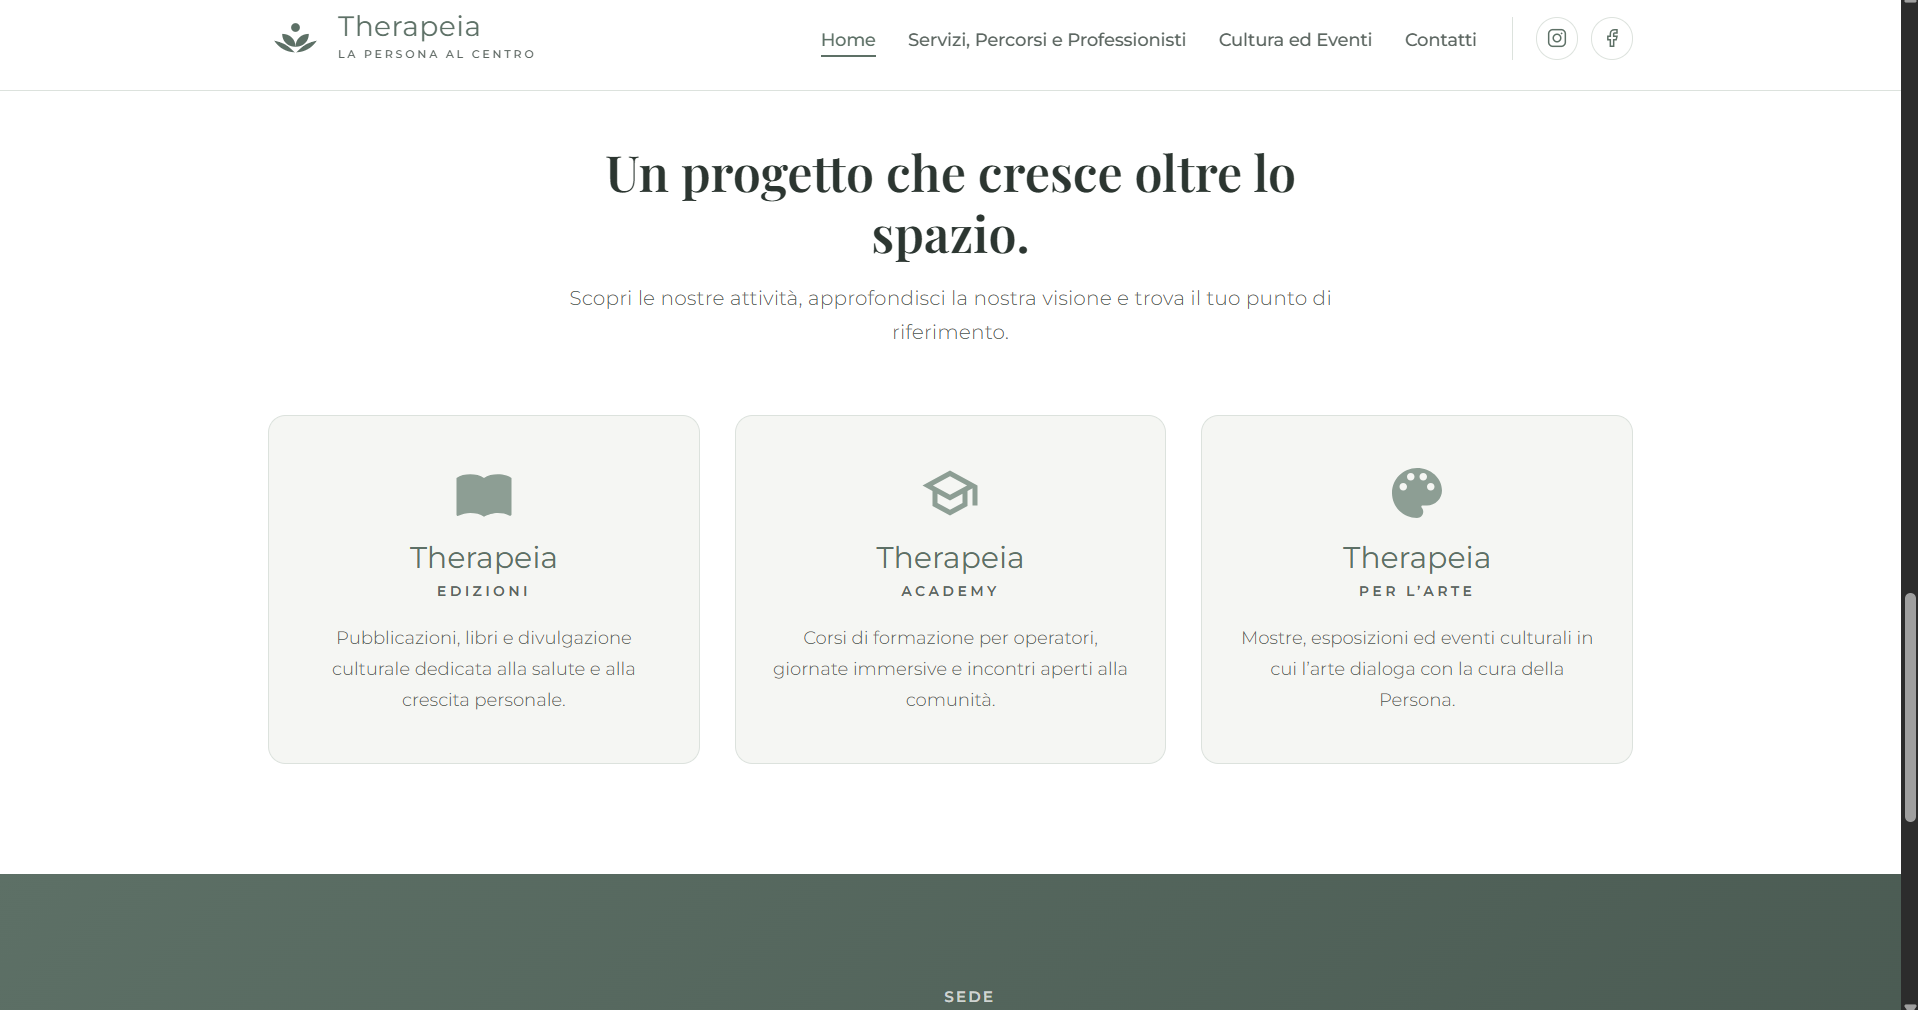 Therapeia
LA PERSONA AL CENTRO
Home
Servizi, Percorsi e Professionisti
Cultura ed Eventi
Contatti
Un progetto che cresce oltre lo
spazio.
Scopri le nostre attività, approfondisci la nostra visione e trova il tuo punto di
riferimento.
Therapeia
EDIZIONI
Pubblicazioni, libri e divulgazione
culturale dedicata alla salute e alla
crescita personale.
Therapeia
ACADEMY
Corsi di formazione per operatori,
giornate immersive e incontri aperti alla
comunità.
Therapeia
PER L’ARTE
Mostre, esposizioni ed eventi culturali in
cui l’arte dialoga con la cura della
Persona.
SEDE